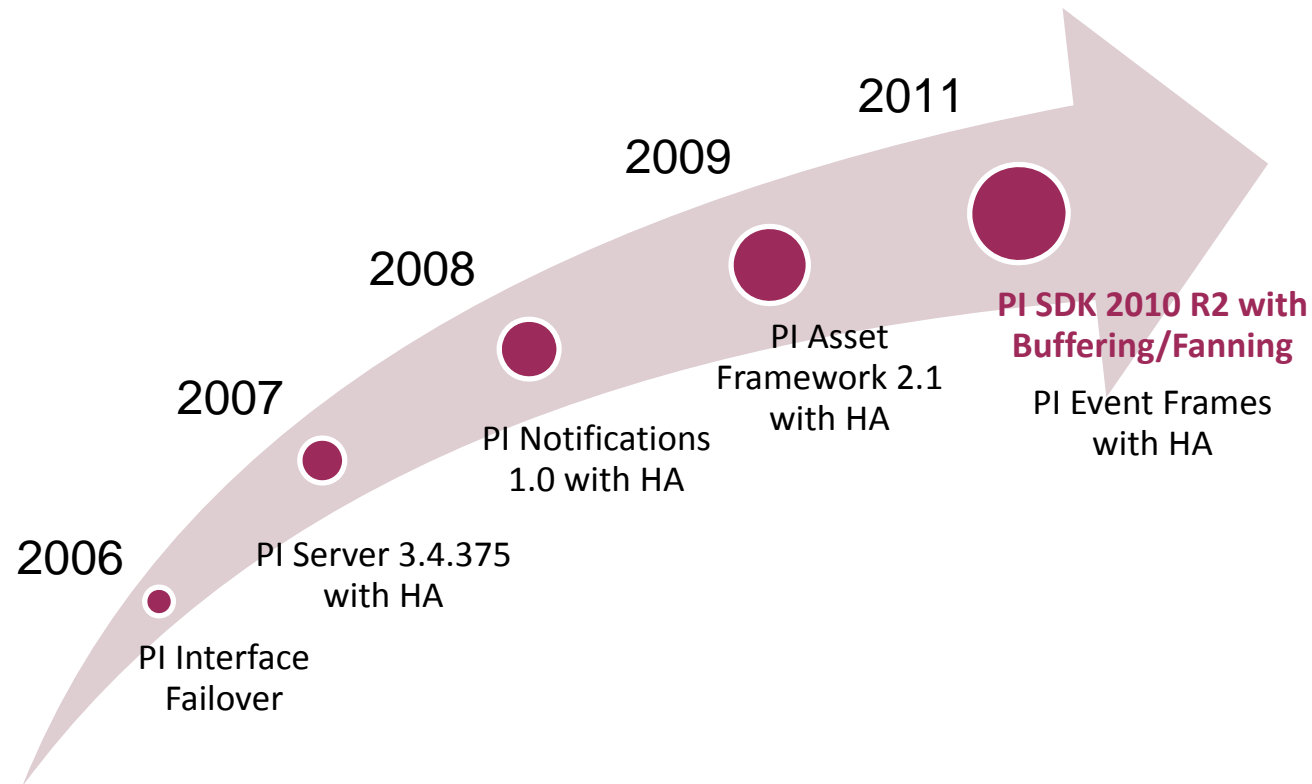 2006
PI Interface
Failover
2007
PI Server 3.4.375
with HA
2008
PI Notifications
1.0 with HA
2009
PI Asset
Framework 2.1
with HA
2011
PI SDK 2010 R2 with
Buffering/Fanning
PI Event Frames
with HA